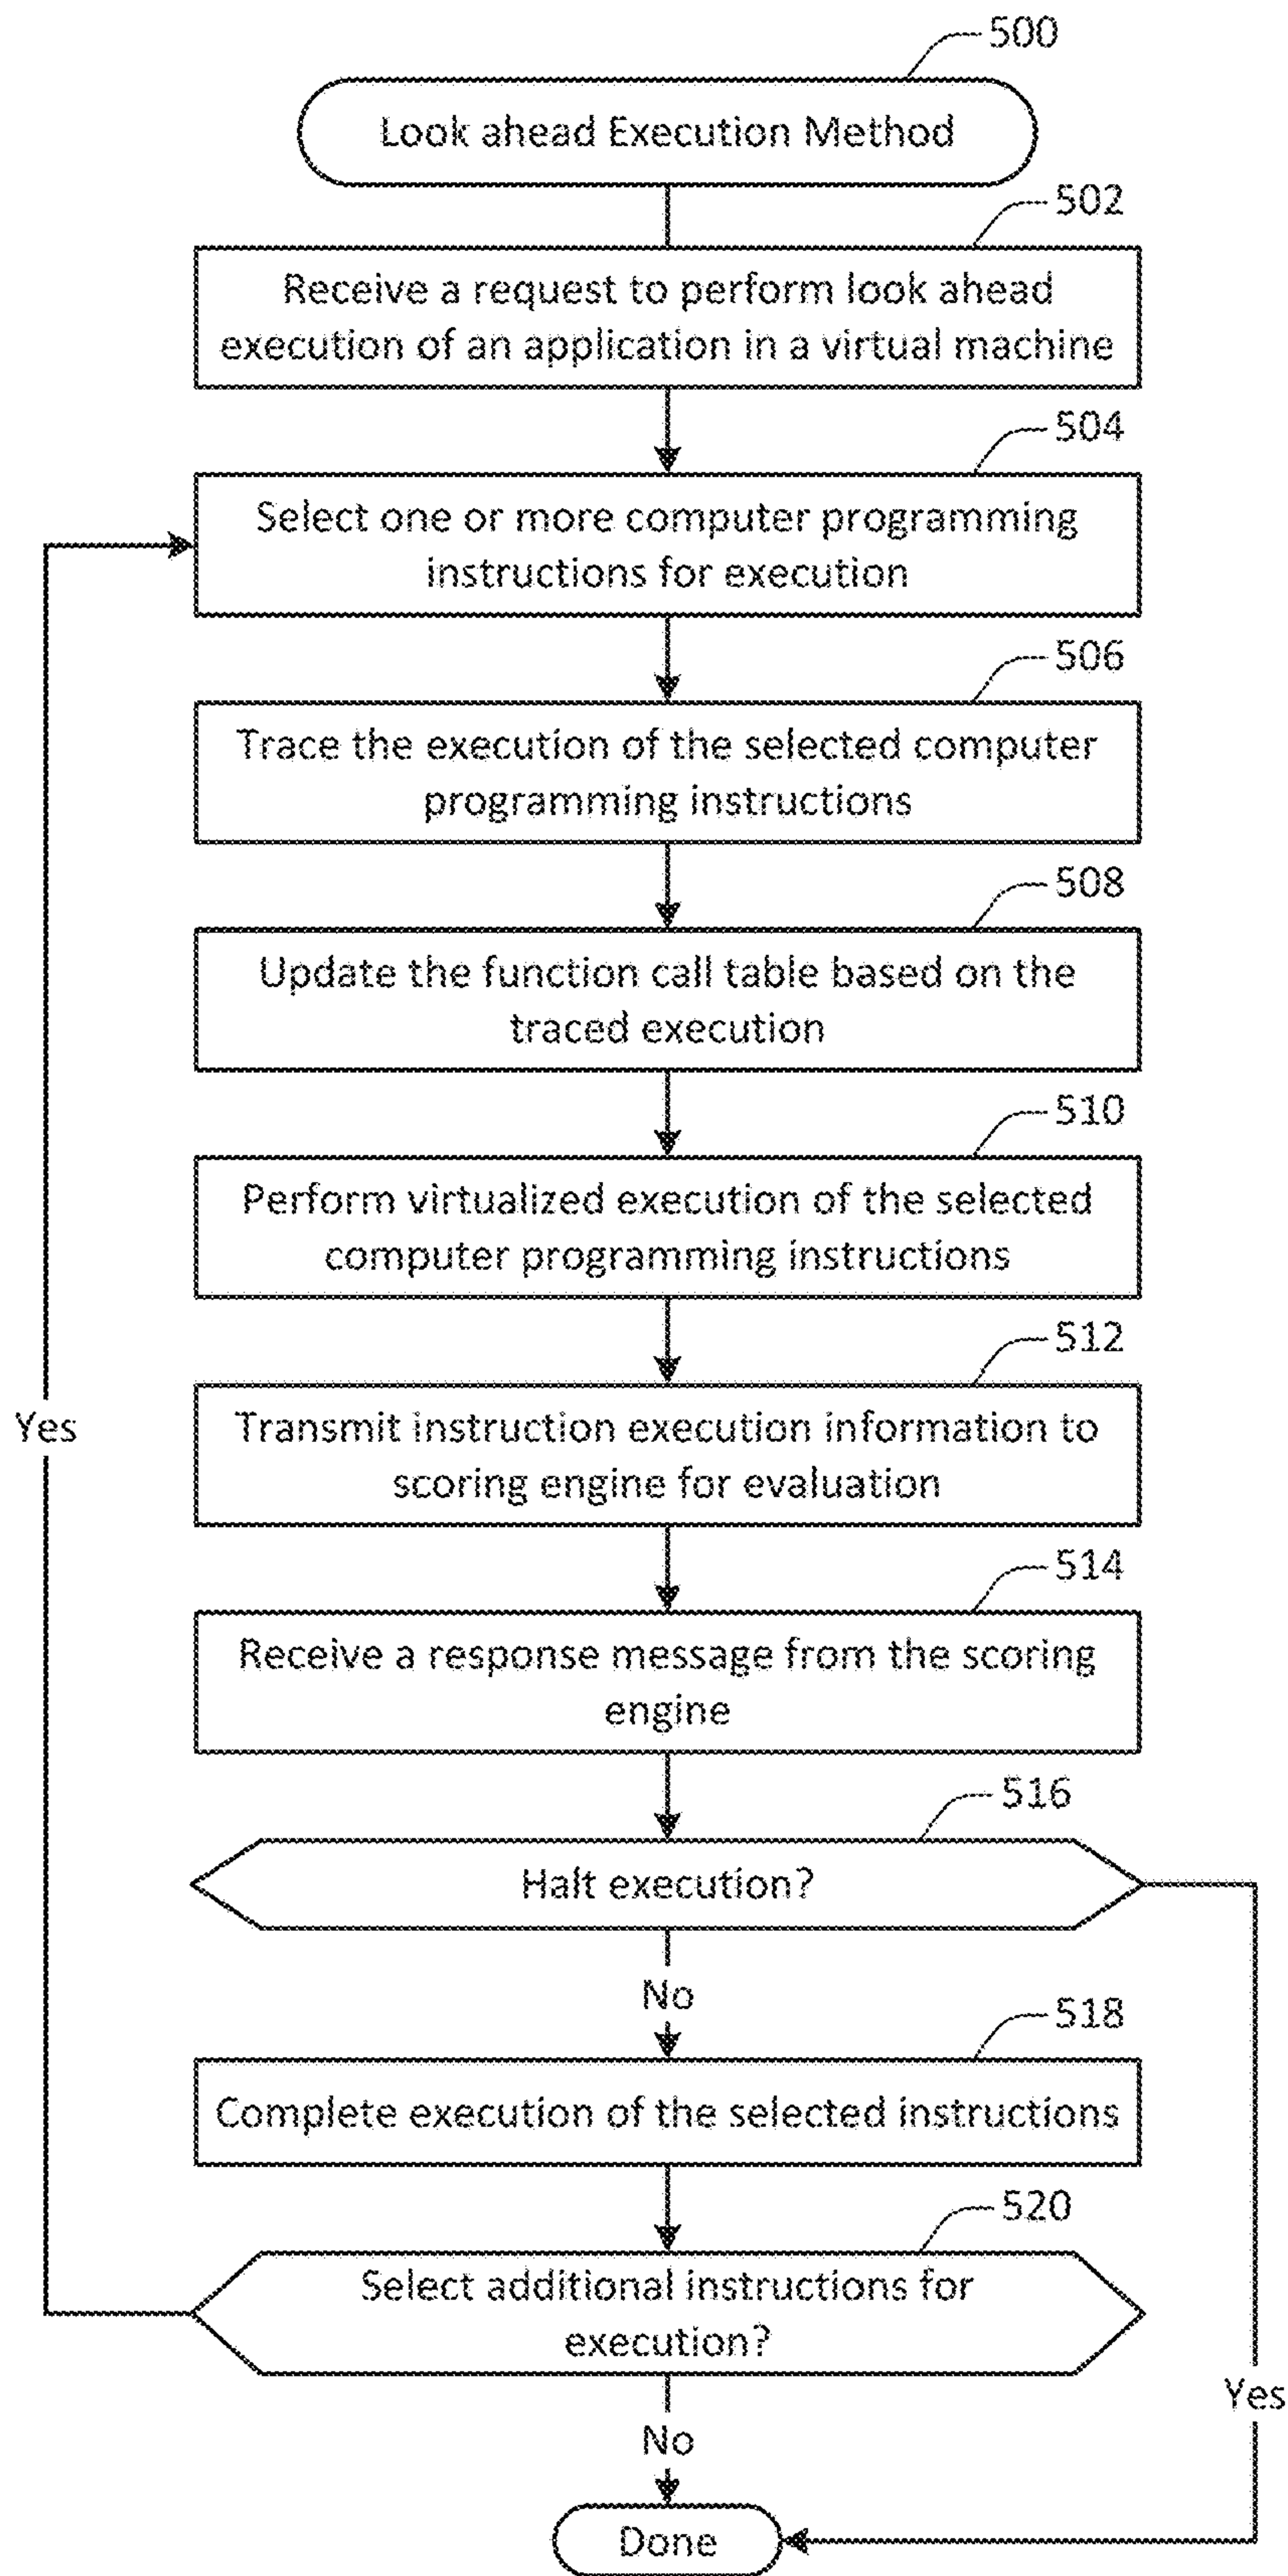 500
Look ahead Execution Method
502
Receive a request to perform look ahead
execution of an application in a virtual machine
504
Select one or more computer programming
instructions for execution
506
Trace the execution of the selected computer
programming instructions
508
Update the function call table based on the
traced execution
510
Perform virtualized execution of the selected
computer programming instructions
512
Transmit instruction execution information to
scoring engine for evaluation
514
Receive a response message from the scoring
engine
516
Halt execution?
No
518
Complete execution of the selected instructions
520
Select additional instructions for
execution?
Yes
Yes
No
Done